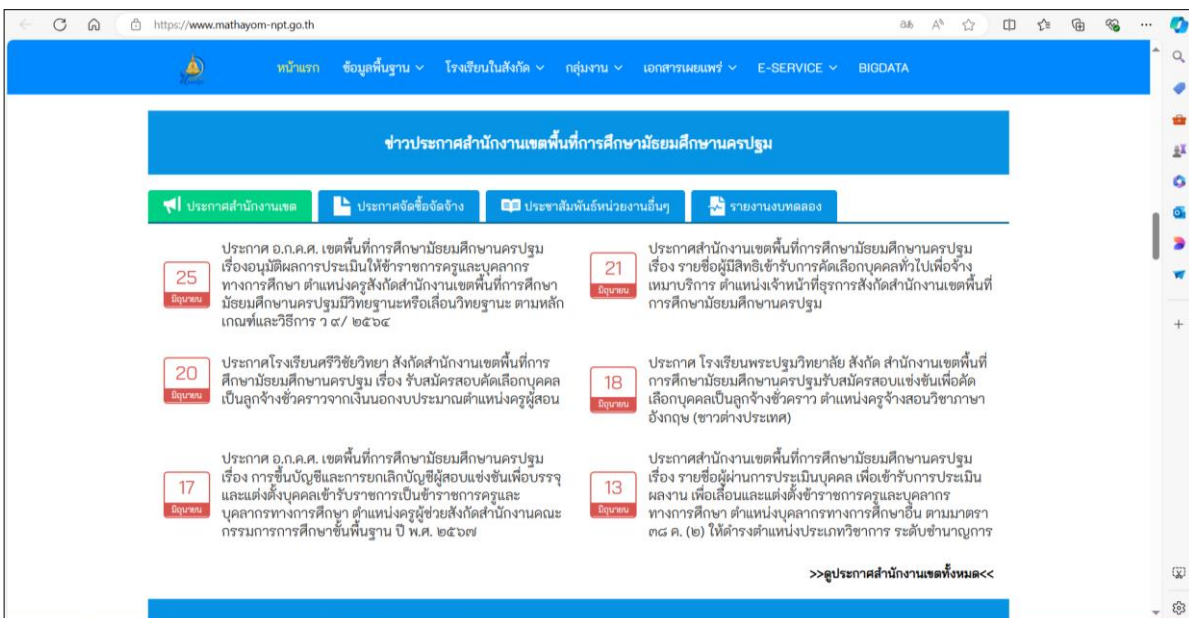 https://www.mathayom-npt.go.th
หน้าแรก ข้อมูลพื้นฐาน โรงเรียนในสังกัด กลุ่มงาน เอกสารเผยแพร่ E-SERVICE BIGDATA
ข่าวประกาศสำนักงานเขตพื้นที่การศึกษามัธยมศึกษานครปฐม
ประกาศสำนักงานเขต ประกาศจัดซื้อจัดจ้าง ประชาสัมพันธ์หน่วยงานอื่นๆ รายงานงบทดลอง
25
มิถุนายน
ประกาศ อ.ก.ค.ศ. เขตพื้นที่การศึกษามัธยมศึกษานครปฐม
เรื่องอนุมัติผลการประเมินให้ข้าราชการครูและบุคลากร
ทางการศึกษา ตำแหน่งครูสังกัดสำนักงานเขตพื้นที่การศึกษา
มัธยมศึกษานครปฐมมีวิทยฐานะหรือเลื่อนวิทยฐานะ ตามหลัก
เกณฑ์และวิธีการ ว ๙/ ๒๕๖๔
21
มิถุนายน
ประกาศสำนักงานเขตพื้นที่การศึกษามัธยมศึกษานครปฐม
เรื่อง รายชื่อผู้มีสิทธิเข้ารับการคัดเลือกบุคคลทั่วไปเพื่อจ้าง
เหมาบริการ ตำแหน่งเจ้าหน้าที่ธุรการสังกัดสำนักงานเขตพื้นที่
การศึกษามัธยมศึกษานครปฐม
20
มิถุนายน
ประกาศโรงเรียนศรีวิชัยวิทยา สังกัดสำนักงานเขตพื้นที่การ
ศึกษามัธยมศึกษานครปฐม เรื่อง รับสมัครสอบคัดเลือกบุคคล
เป็นลูกจ้างชั่วคราวจากเงินนอกงบประมาณตำแหน่งครูผู้สอน
18
มิถุนายน
ประกาศ โรงเรียนพระปฐมวิทยาลัย สังกัด สำนักงานเขตพื้นที่
การศึกษามัธยมศึกษานครปฐมรับสมัครสอบแข่งขันเพื่อคัด
เลือกบุคคลเป็นลูกจ้างชั่วคราว ตำแหน่งครูจ้างสอนวิชาภาษา
อังกฤษ (ชาวต่างประเทศ)
17
มิถุนายน
ประกาศ อ.ก.ค.ศ. เขตพื้นที่การศึกษามัธยมศึกษานครปฐม
เรื่อง การขึ้นบัญชีและการยกเลิกบัญชีผู้สอบแข่งขันเพื่อบรรจุ
และแต่งตั้งบุคคลเข้ารับราชการเป็นข้าราชการครูและ
บุคลากรทางการศึกษา ตำแหน่งครูผู้ช่วยสังกัดสำนักงานคณะ
กรรมการการศึกษาขั้นพื้นฐาน ปี พ.ศ. ๒๕๖๗
13
มิถุนายน
ประกาศสำนักงานเขตพื้นที่การศึกษามัธยมศึกษานครปฐม
เรื่อง รายชื่อผู้ผ่านการประเมินบุคคล เพื่อเข้ารับการประเมิน
ผลงาน เพื่อเลื่อนและแต่งตั้งข้าราชการครูและบุคลากร
ทางการศึกษา ตำแหน่งบุคลากรทางการศึกษาอื่น ตามมาตรา
๓๘ ค. (๒) ให้ดำรงตำแหน่งประเภทวิชาการ ระดับชำนาญการ
>>ดูประกาศสำนักงานเขตทั้งหมด<<